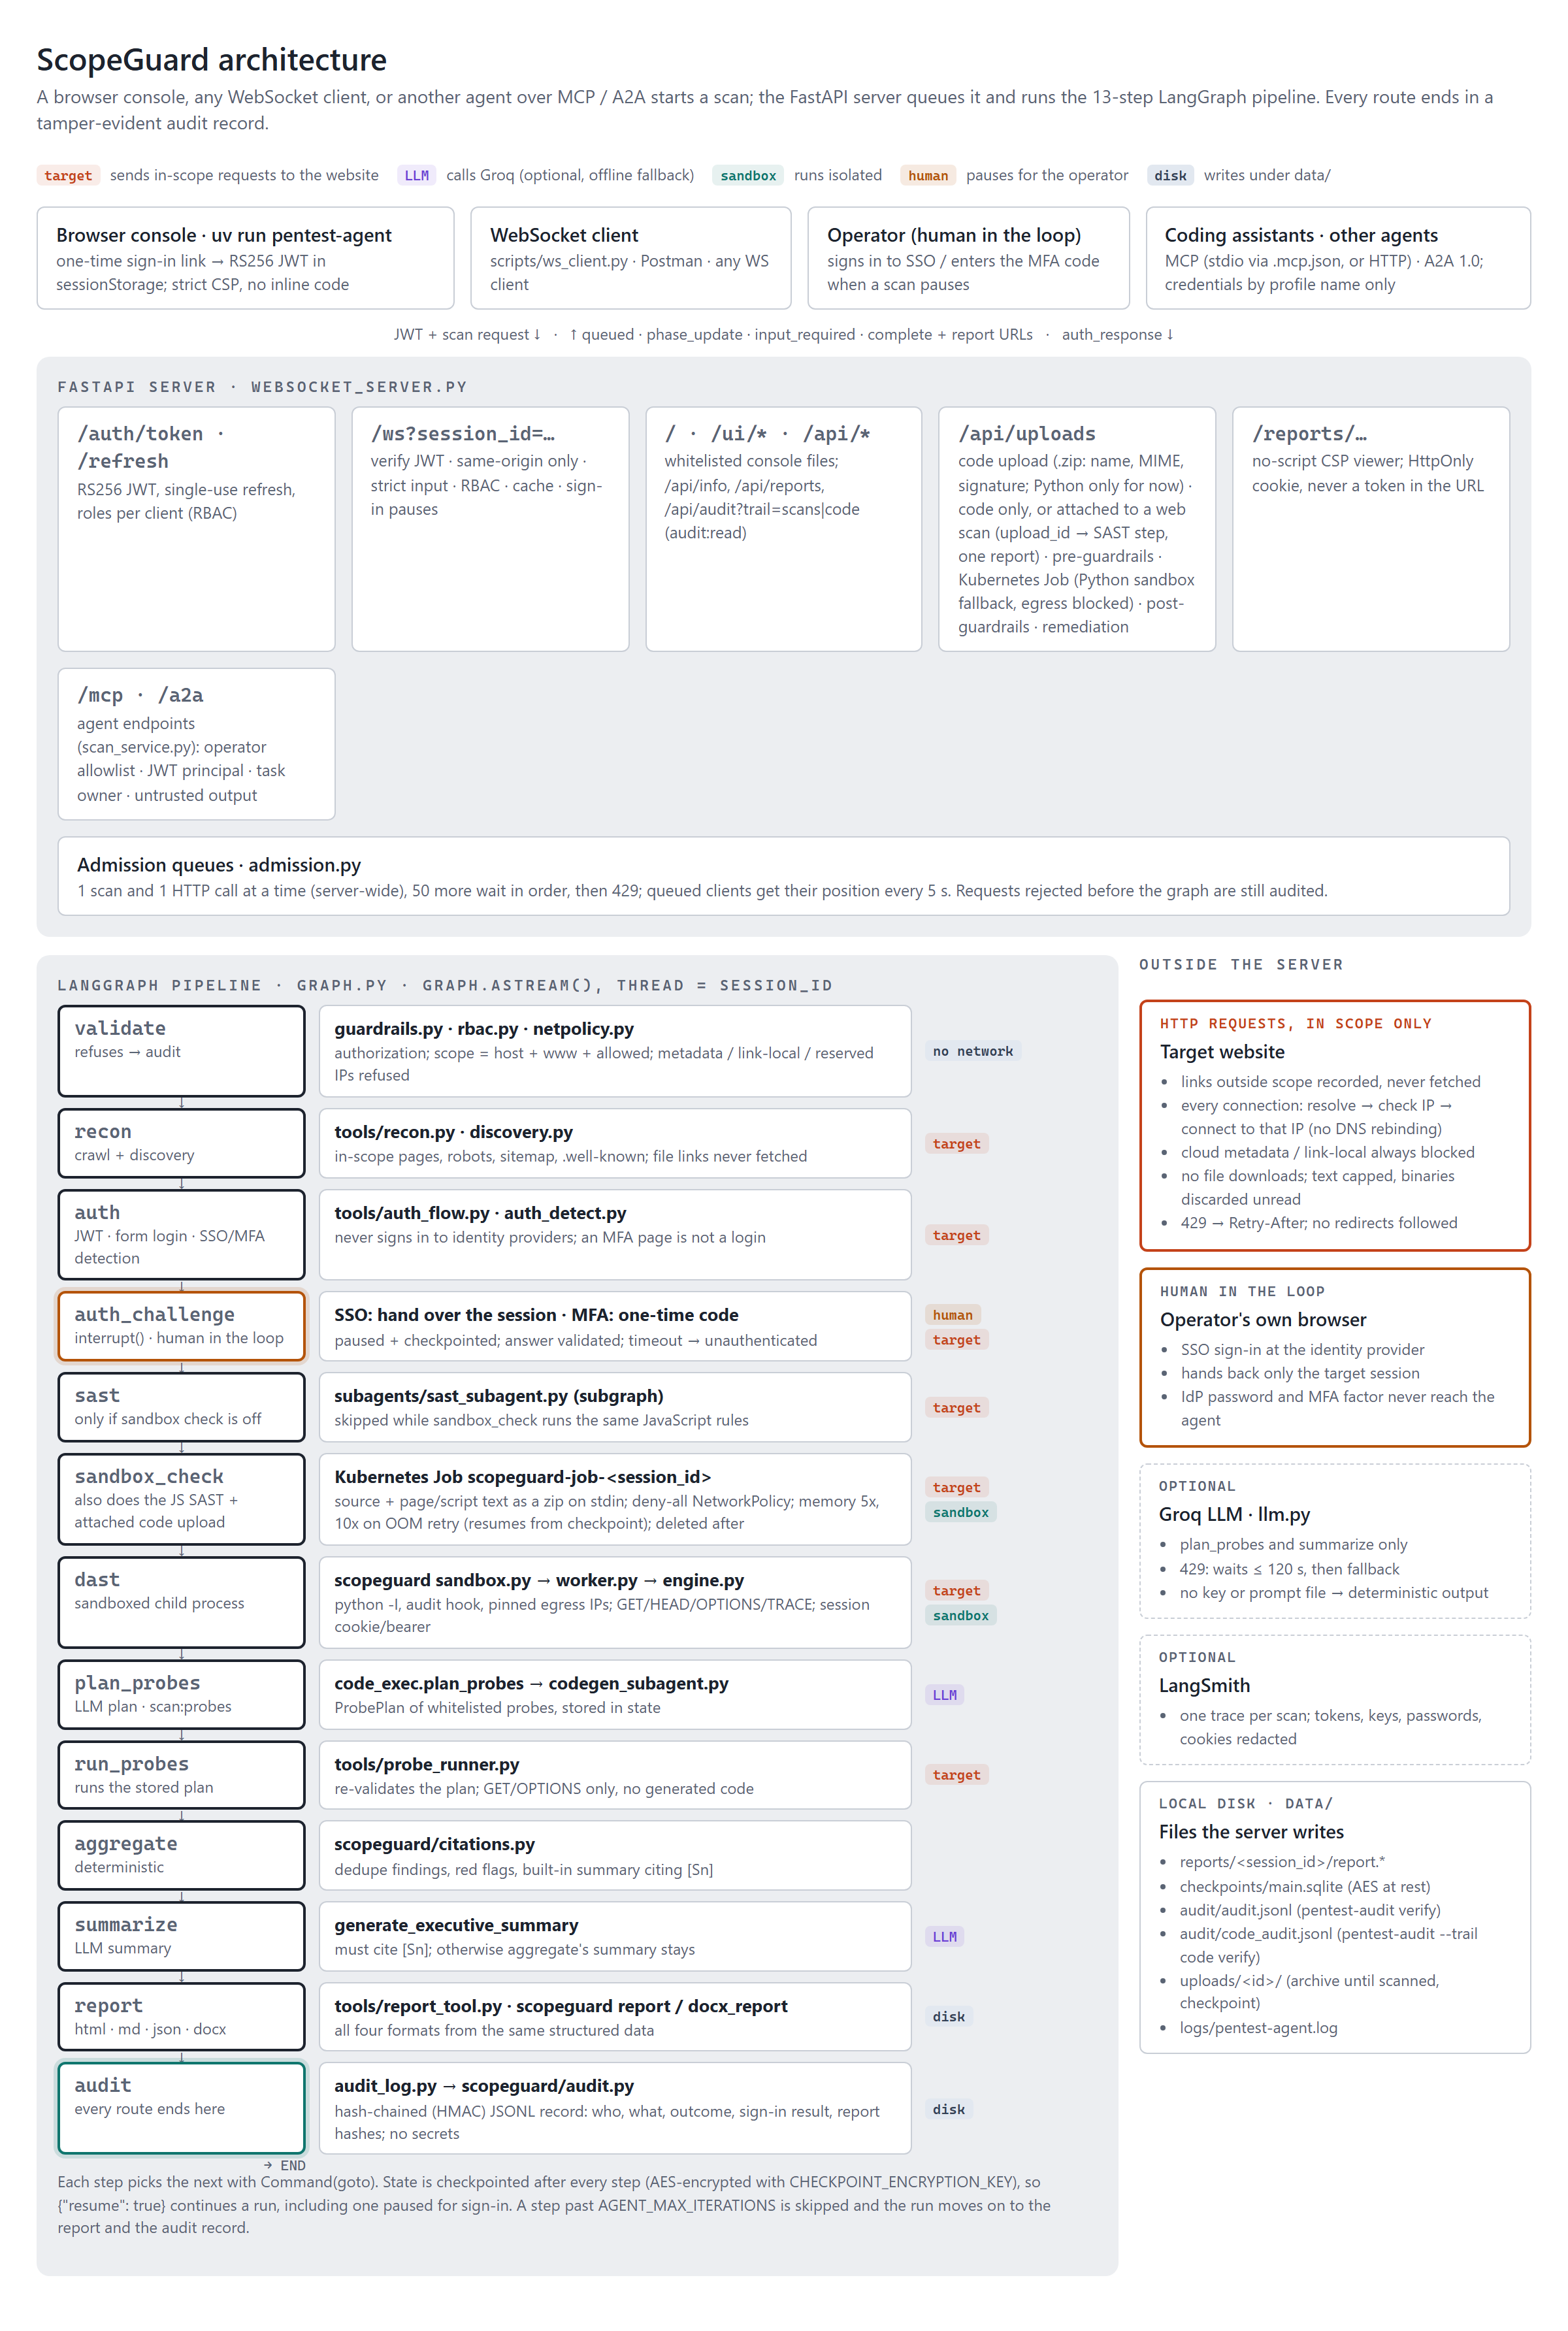 ScopeGuard architecture
A browser console, any WebSocket client, or another agent over MCP / A2A starts a scan; the FastAPI server queues it and runs the 13-step LangGraph pipeline. Every route ends in a
tamper-evident audit record.
target sends in-scope requests to the website LLM calls Groq (optional, offline fallback) sandbox runs isolated human pauses for the operator disk writes under data/
Browser console · uv run pentest-agent
one-time sign-in link → RS256 JWT in
sessionStorage; strict CSP, no inline code
WebSocket client
scripts/ws_client.py · Postman · any WS
client
Operator (human in the loop)
signs in to SSO / enters the MFA code
when a scan pauses
Coding assistants · other agents
MCP (stdio via .mcp.json, or HTTP) · A2A 1.0;
credentials by profile name only
JWT + scan request ↓ · ↑ queued · phase_update · input_required · complete + report URLs · auth_response ↓
FASTAPI SERVER · WEBSOCKET_SERVER.PY
/auth/token ·
/refresh
RS256 JWT, single-use refresh,
roles per client (RBAC)
/ws?session_id=…
verify JWT · same-origin only ·
strict input · RBAC · cache · sign-
in pauses
/ · /ui/* · /api/*
whitelisted console files;
/api/info, /api/reports,
/api/audit?trail=scans|code
(audit:read)
/api/uploads
code upload (.zip: name, MIME,
signature; Python only for now) ·
code only, or attached to a web
scan (upload_id → SAST step,
one report) · pre-guardrails ·
Kubernetes Job (Python sandbox
fallback, egress blocked) · post-
guardrails · remediation
/reports/…
no-script CSP viewer; HttpOnly
cookie, never a token in the URL
/mcp · /a2a
agent endpoints
(scan_service.py): operator
allowlist · JWT principal · task
owner · untrusted output
Admission queues · admission.py
1 scan and 1 HTTP call at a time (server-wide), 50 more wait in order, then 429; queued clients get their position every 5 s. Requests rejected before the graph are still audited.
LANGGRAPH PIPELINE · GRAPH.PY · GRAPH.ASTREAM(), THREAD = SESSION_ID
validate
refuses → audit
guardrails.py · rbac.py · netpolicy.py
authorization; scope = host + www + allowed; metadata / link-local / reserved
IPs refused
no network
↓
recon
crawl + discovery
tools/recon.py · discovery.py
in-scope pages, robots, sitemap, .well-known; file links never fetched
target
↓
auth
JWT · form login · SSO/MFA
detection
tools/auth_flow.py · auth_detect.py
never signs in to identity providers; an MFA page is not a login
target
↓
auth_challenge
interrupt() · human in the loop
SSO: hand over the session · MFA: one-time code
paused + checkpointed; answer validated; timeout → unauthenticated
human
target
↓
sast
only if sandbox check is off
subagents/sast_subagent.py (subgraph)
skipped while sandbox_check runs the same JavaScript rules
target
↓
sandbox_check
also does the JS SAST +
attached code upload
Kubernetes Job scopeguard-job-<session_id>
source + page/script text as a zip on stdin; deny-all NetworkPolicy; memory 5x,
10x on OOM retry (resumes from checkpoint); deleted after
target
sandbox
↓
dast
sandboxed child process
scopeguard sandbox.py → worker.py → engine.py
python -I, audit hook, pinned egress IPs; GET/HEAD/OPTIONS/TRACE; session
cookie/bearer
target
sandbox
↓
plan_probes
LLM plan · scan:probes
code_exec.plan_probes → codegen_subagent.py
ProbePlan of whitelisted probes, stored in state
LLM
↓
run_probes
runs the stored plan
tools/probe_runner.py
re-validates the plan; GET/OPTIONS only, no generated code
target
↓
aggregate
deterministic
scopeguard/citations.py
dedupe findings, red flags, built-in summary citing [Sn]
↓
summarize
LLM summary
generate_executive_summary
must cite [Sn]; otherwise aggregate's summary stays
LLM
↓
report
html · md · json · docx
tools/report_tool.py · scopeguard report / docx_report
all four formats from the same structured data
disk
↓
audit
every route ends here
audit_log.py → scopeguard/audit.py
hash-chained (HMAC) JSONL record: who, what, outcome, sign-in result, report
hashes; no secrets
disk
→ END
Each step picks the next with Command(goto). State is checkpointed after every step (AES-encrypted with CHECKPOINT_ENCRYPTION_KEY), so
{"resume": true} continues a run, including one paused for sign-in. A step past AGENT_MAX_ITERATIONS is skipped and the run moves on to the
report and the audit record.
OUTSIDE THE SERVER
HTTP REQUESTS, IN SCOPE ONLY
Target website
• links outside scope recorded, never fetched
• every connection: resolve → check IP →
connect to that IP (no DNS rebinding)
• cloud metadata / link-local always blocked
• no file downloads; text capped, binaries
discarded unread
• 429 → Retry-After; no redirects followed
HUMAN IN THE LOOP
Operator's own browser
• SSO sign-in at the identity provider
• hands back only the target session
• IdP password and MFA factor never reach the
agent
OPTIONAL
Groq LLM · llm.py
• plan_probes and summarize only
• 429: waits ≤ 120 s, then fallback
• no key or prompt file → deterministic output
OPTIONAL
LangSmith
• one trace per scan; tokens, keys, passwords,
cookies redacted
LOCAL DISK · DATA/
Files the server writes
• reports/<session_id>/report.*
• checkpoints/main.sqlite (AES at rest)
• audit/audit.jsonl (pentest-audit verify)
• audit/code_audit.jsonl (pentest-audit --trail
code verify)
• uploads/<id>/ (archive until scanned,
checkpoint)
• logs/pentest-agent.log